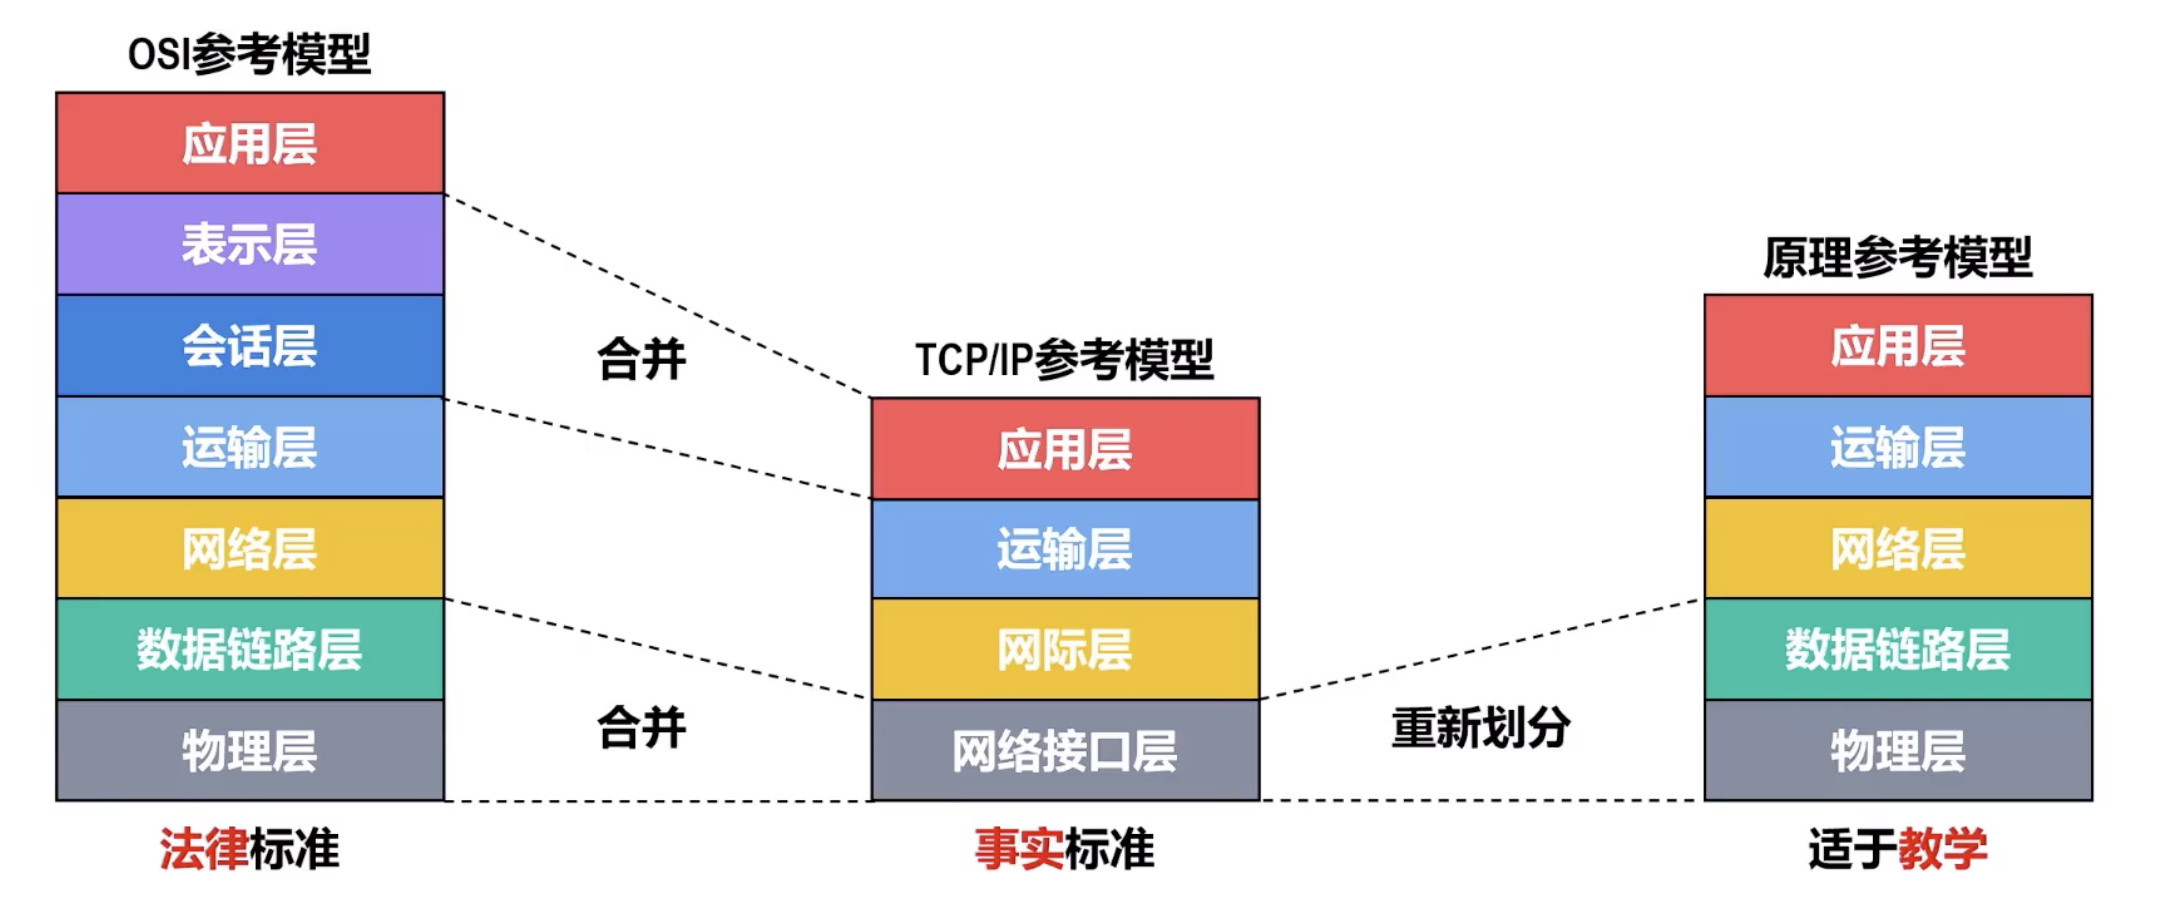 OSI参考模型
应用层
表示层
会话层
运输层
网络层
数据链路层
物理层
法律标准
合并
合并
TCP/IP参考模型
应用层
运输层
网际层
网络接口层
事实标准
重新划分
原理参考模型
应用层
运输层
网络层
数据链路层
物理层
适于教学